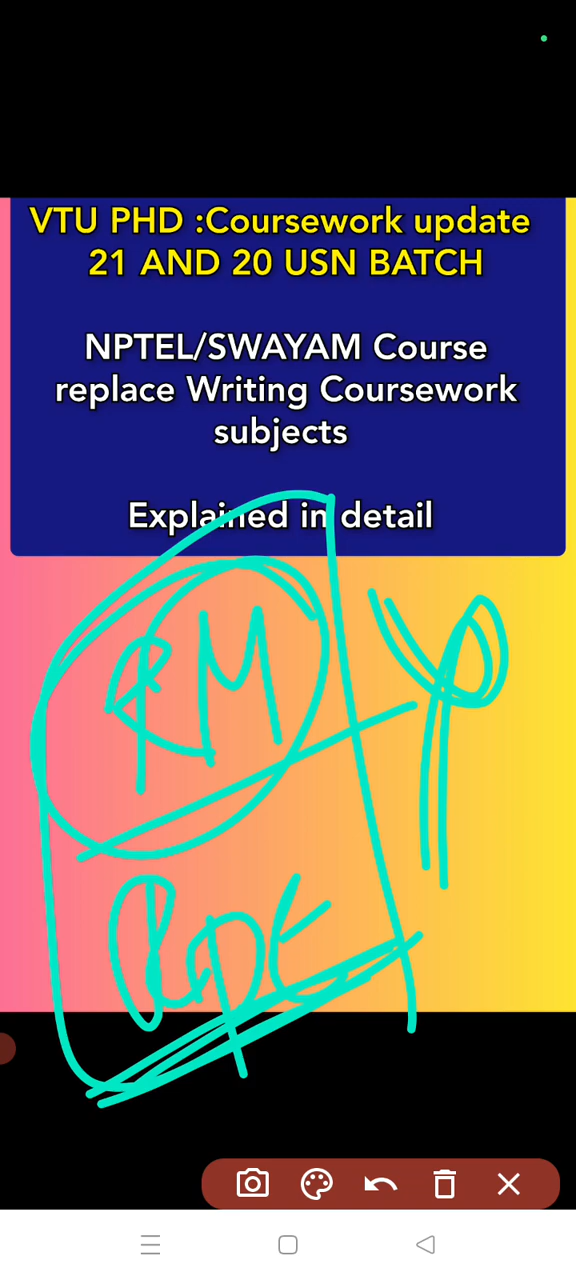 VTU PHD :Coursework update
21 AND 20 USN BATCH
NPTEL/SWAYAM Course
replace Writing Coursework
subjects
Explained in detail
RM
RPE